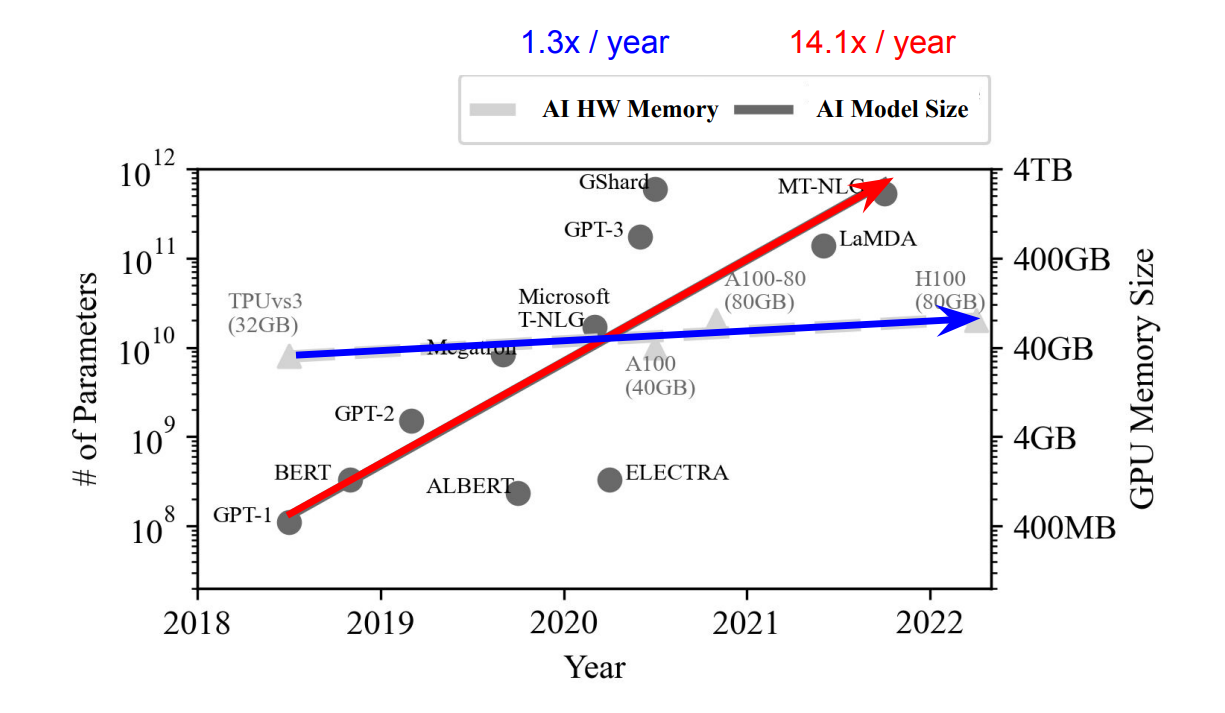 1.3x / year
14.1x / year
AI HW Memory
AI Model Size
10^12
10^11
10^10
10^9
10^8
# of Parameters
4TB
400GB
40GB
4GB
400MB
GPU Memory Size
GShard
MT-NLG
GPT-3
LaMDA
TPUvs3
(32GB)
Microsoft
T-NLG
A100-80
(80GB)
H100
(80GB)
Megatron
A100
(40GB)
GPT-2
BERT
ALBERT
ELECTRA
GPT-1
2018
2019
2020
2021
2022
Year